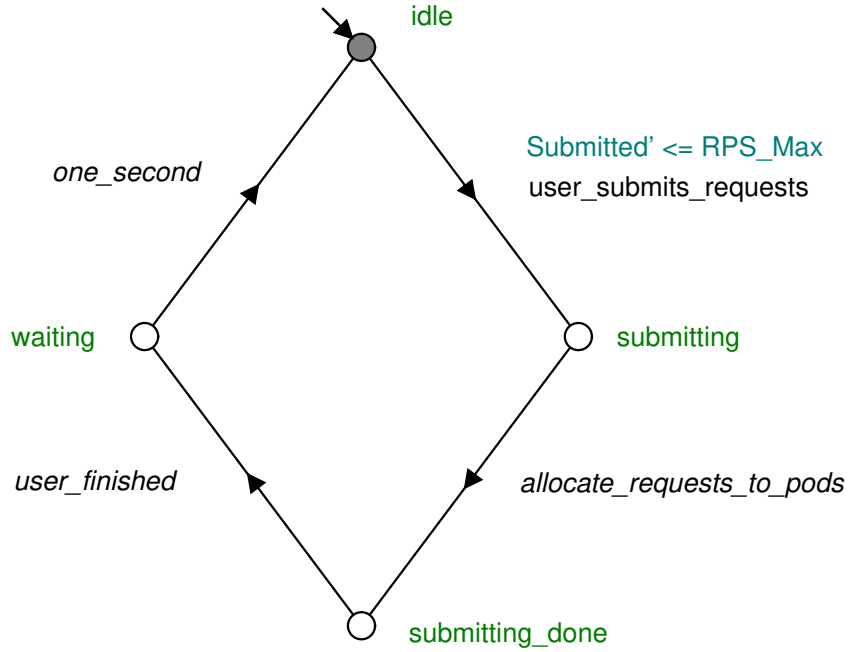 idle
Submitted' <= RPS_Max
one_second
user_submits_requests
waiting
submitting
user_finished
allocate_requests_to_pods
submitting_done